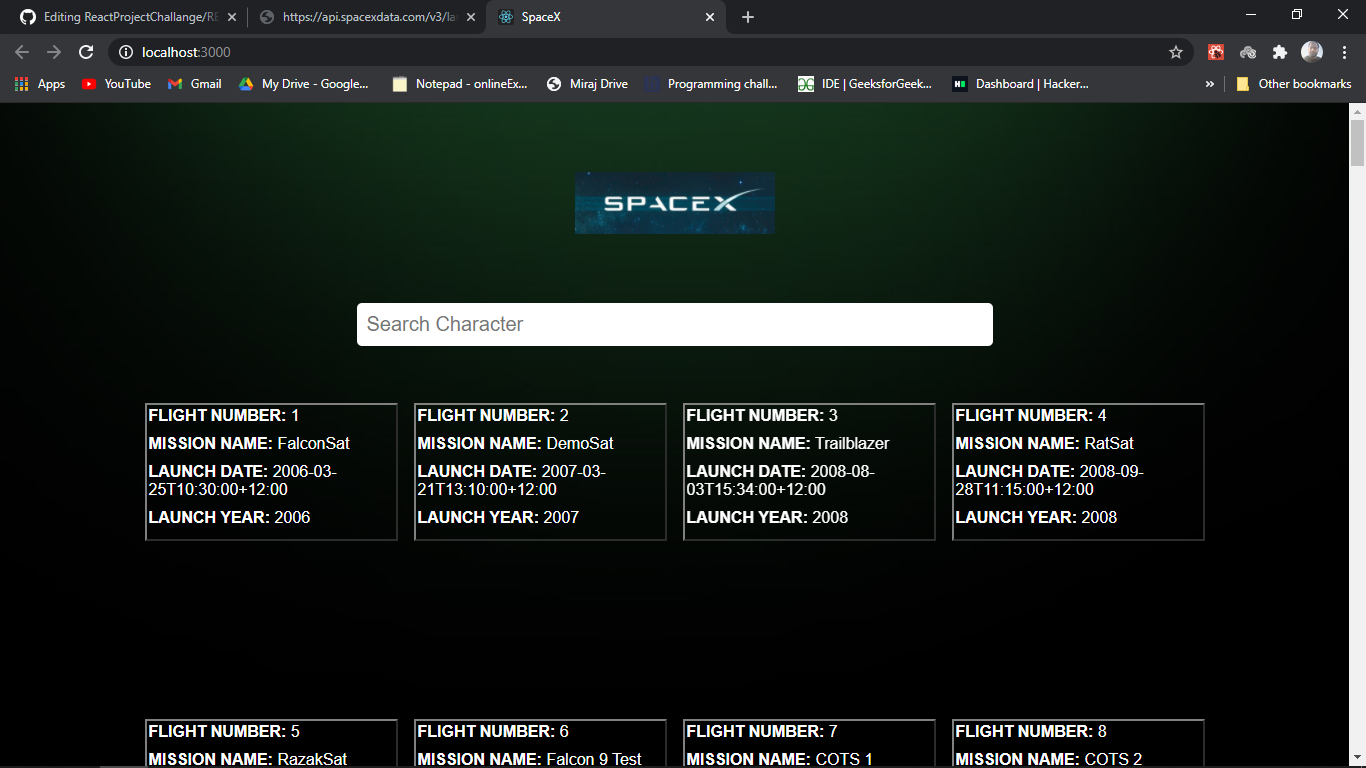 Editing ReactProjectChallange/RE
https://api.spacexdata.com/v3/la
SpaceX
localhost:3000
Apps
YouTube
Gmail
My Drive - Google...
Notepad - onlineEx...
Miraj Drive
Programming chall...
IDE | GeeksforGeek...
Dashboard | Hacker...
»
Other bookmarks
SPACEX
Search Character
FLIGHT NUMBER: 1
MISSION NAME: FalconSat
LAUNCH DATE: 2006-03-
25T10:30:00+12:00
LAUNCH YEAR: 2006
FLIGHT NUMBER: 2
MISSION NAME: DemoSat
LAUNCH DATE: 2007-03-
21T13:10:00+12:00
LAUNCH YEAR: 2007
FLIGHT NUMBER: 3
MISSION NAME: Trailblazer
LAUNCH DATE: 2008-08-
03T15:34:00+12:00
LAUNCH YEAR: 2008
FLIGHT NUMBER: 4
MISSION NAME: RatSat
LAUNCH DATE: 2008-09-
28T11:15:00+12:00
LAUNCH YEAR: 2008
FLIGHT NUMBER: 5
MISSION NAME: RazakSat
FLIGHT NUMBER: 6
MISSION NAME: Falcon 9 Test
FLIGHT NUMBER: 7
MISSION NAME: COTS 1
FLIGHT NUMBER: 8
MISSION NAME: COTS 2